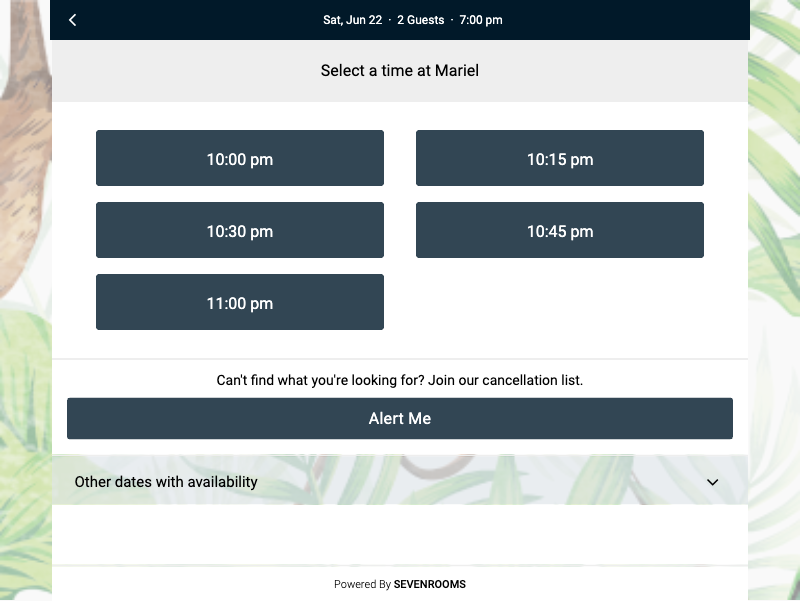 Sat, Jun 22 · 2 Guests · 7:00 pm
Select a time at Mariel
10:00 pm
10:15 pm
10:30 pm
10:45 pm
11:00 pm
Can't find what you're looking for? Join our cancellation list.
Alert Me
Other dates with availability
Powered By SEVENROOMS